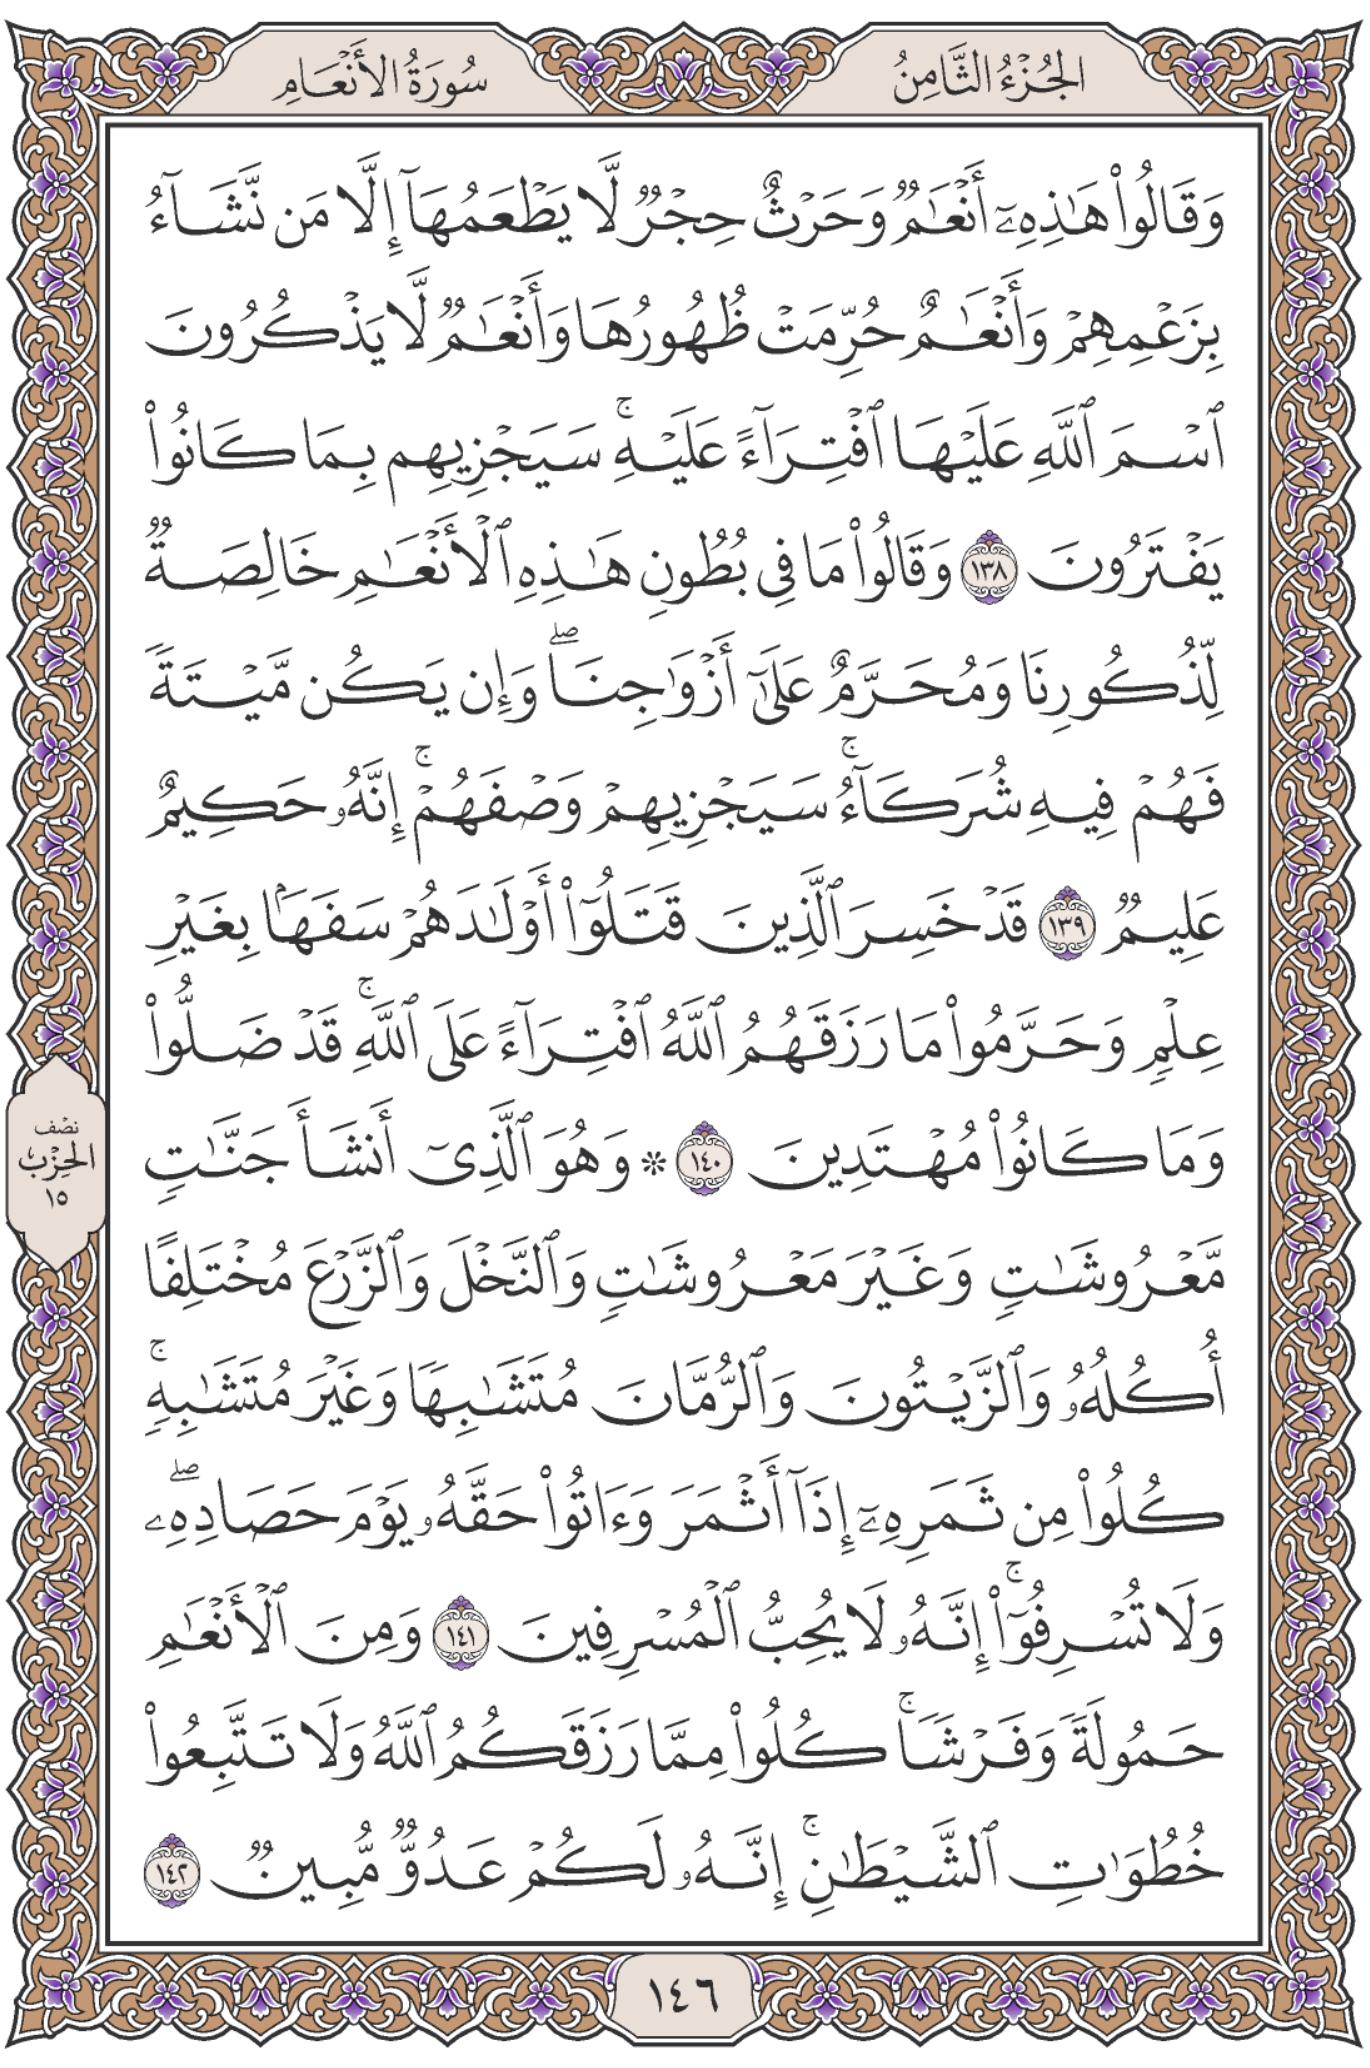 الجُزْءُ الثَّامِنُ
سُورَةُ الأَنْعَامِ
وَقَالُوا۟ هَـٰذِهِۦٓ أَنْعَـٰمٌۭ وَحَرْثٌ حِجْرٌۭ لَّا يَطْعَمُهَآ إِلَّا مَن نَّشَآءُ
بِزَعْمِهِمْ وَأَنْعَـٰمٌ حُرِّمَتْ ظُهُورُهَا وَأَنْعَـٰمٌۭ لَّا يَذْكُرُونَ
ٱسْمَ ٱللَّهِ عَلَيْهَا ٱفْتِرَآءً عَلَيْهِ ۚ سَيَجْزِيهِم بِمَا كَانُوا۟
يَفْتَرُونَ ١٣٨ وَقَالُوا۟ مَا فِى بُطُونِ هَـٰذِهِ ٱلْأَنْعَـٰمِ خَالِصَةٌۭ
لِّذُكُورِنَا وَمُحَرَّمٌ عَلَىٰٓ أَزْوَٰجِنَا ۖ وَإِن يَكُن مَّيْتَةًۭ
فَهُمْ فِيهِ شُرَكَآءُ ۚ سَيَجْزِيهِمْ وَصْفَهُمْ ۚ إِنَّهُۥ حَكِيمٌ
عَلِيمٌۭ ١٣٩ قَدْ خَسِرَ ٱلَّذِينَ قَتَلُوٓا۟ أَوْلَـٰدَهُمْ سَفَهًۢا بِغَيْرِ
عِلْمٍۢ وَحَرَّمُوا۟ مَا رَزَقَهُمُ ٱللَّهُ ٱفْتِرَآءً عَلَى ٱللَّهِ ۚ قَدْ ضَلُّوا۟
وَمَا كَانُوا۟ مُهْتَدِينَ ١٤٠ ۞ وَهُوَ ٱلَّذِىٓ أَنشَأَ جَنَّـٰتٍۢ
مَّعْرُوشَـٰتٍۢ وَغَيْرَ مَعْرُوشَـٰتٍۢ وَٱلنَّخْلَ وَٱلزَّرْعَ مُخْتَلِفًا
أُكُلُهُۥ وَٱلزَّيْتُونَ وَٱلرُّمَّانَ مُتَشَـٰبِهًۭا وَغَيْرَ مُتَشَـٰبِهٍۢ ۚ
كُلُوا۟ مِن ثَمَرِهِۦٓ إِذَآ أَثْمَرَ وَءَاتُوا۟ حَقَّهُۥ يَوْمَ حَصَادِهِۦ ۖ
وَلَا تُسْرِفُوٓا۟ ۚ إِنَّهُۥ لَا يُحِبُّ ٱلْمُسْرِفِينَ ١٤١ وَمِنَ ٱلْأَنْعَـٰمِ
حَمُولَةًۭ وَفَرْشًۭا ۚ كُلُوا۟ مِمَّا رَزَقَكُمُ ٱللَّهُ وَلَا تَتَّبِعُوا۟
خُطُوَٰتِ ٱلشَّيْطَـٰنِ ۚ إِنَّهُۥ لَكُمْ عَدُوٌّۭ مُّبِينٌۭ ١٤٢
نصف
الحزب
١٥
١٤٦